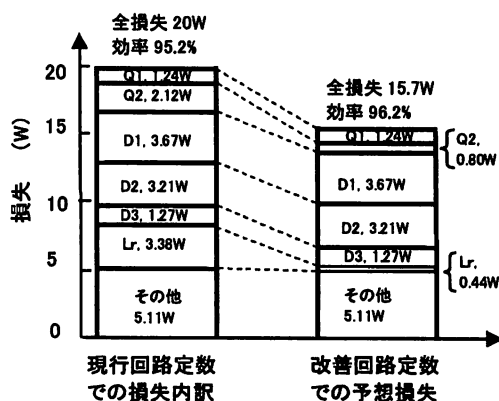 全損失 20W
効率 95.2%
全損失 15.7W
効率 96.2%
損失 (W)
20
15
10
5
0
Q1, 1.24W
Q2, 2.12W
D1, 3.67W
D2, 3.21W
D3, 1.27W
Lr, 3.38W
その他
5.11W
Q1, 1.24W
Q2,
0.80W
D1, 3.67W
D2, 3.21W
D3, 1.27W
Lr,
0.44W
その他
5.11W
現行回路定数
での損失内訳
改善回路定数
での予想損失